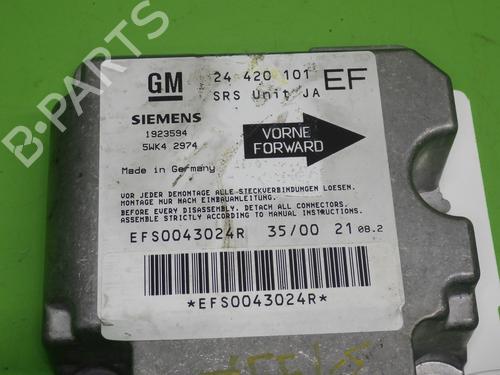 B-PARTS
GM 24 420 101 EF
SRS Unit JA
SIEMENS
1923594
5WK4 2974
VORNE
FORWARD
Made in Germany
VOR JEDER DEMONTAGE ALLE STECKVERBINDUNGEN LOESEN.
MONTAGE NUR NACH EINBAUANLEITUNG.
BEFORE EVERY DISASSEMBLY. DETACH ALL CONNECTORS.
ASSEMBLE STRICTLY ACCORDING TO MANUAL INSTRUCTIONS.
EFS0043024R 35/00 21 08.2
*EFS0043024R*